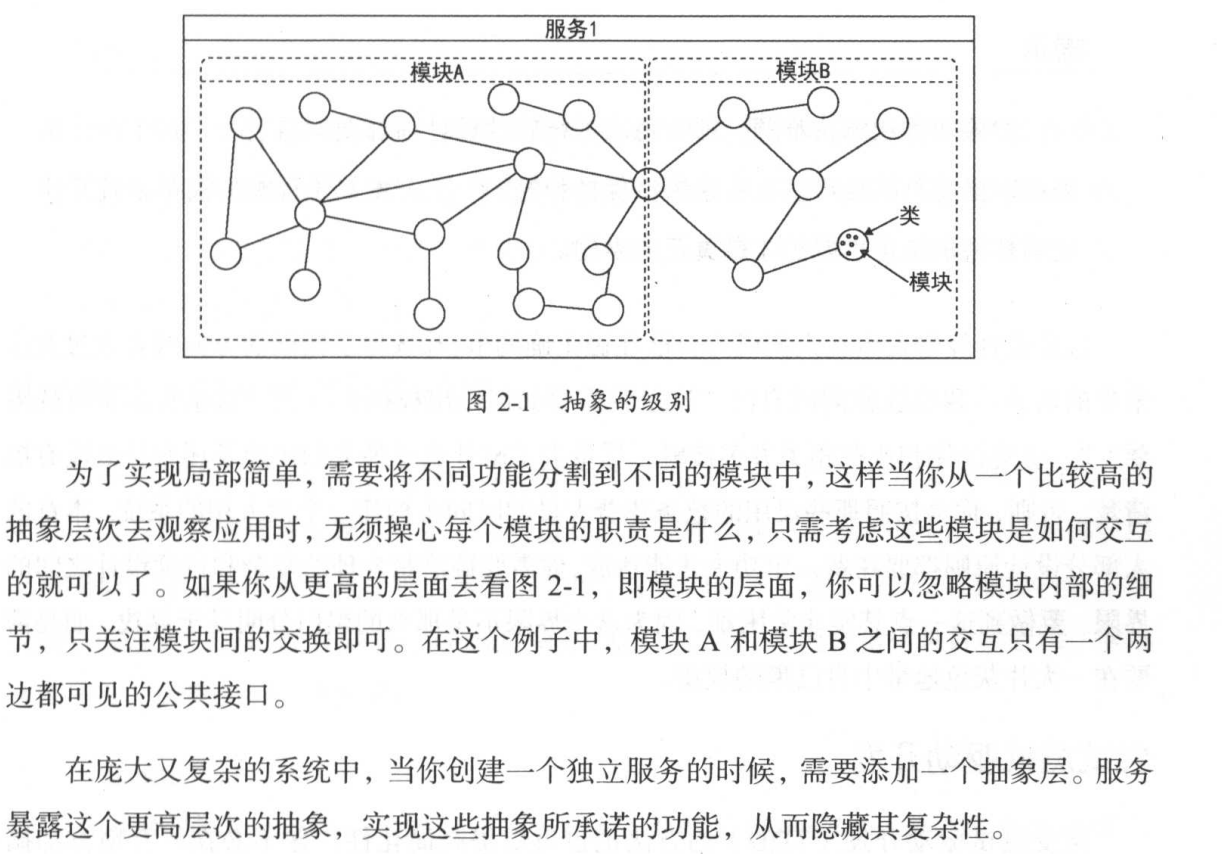 服务1
模块A
模块B
类
模块
图 2-1 抽象的级别
为了实现局部简单，需要将不同功能分割到不同的模块中，这样当你从一个比较高的
抽象层次去观察应用时，无须操心每个模块的职责是什么，只需考虑这些模块是如何交互
的就可以了。如果你从更高的层面去看图 2-1，即模块的层面，你可以忽略模块内部的细
节，只关注模块间的交换即可。在这个例子中，模块 A 和模块 B 之间的交互只有一个两
边都可见的公共接口。
在庞大又复杂的系统中，当你创建一个独立服务的时候，需要添加一个抽象层。服务
暴露这个更高层次的抽象，实现这些抽象所承诺的功能，从而隐藏其复杂性。